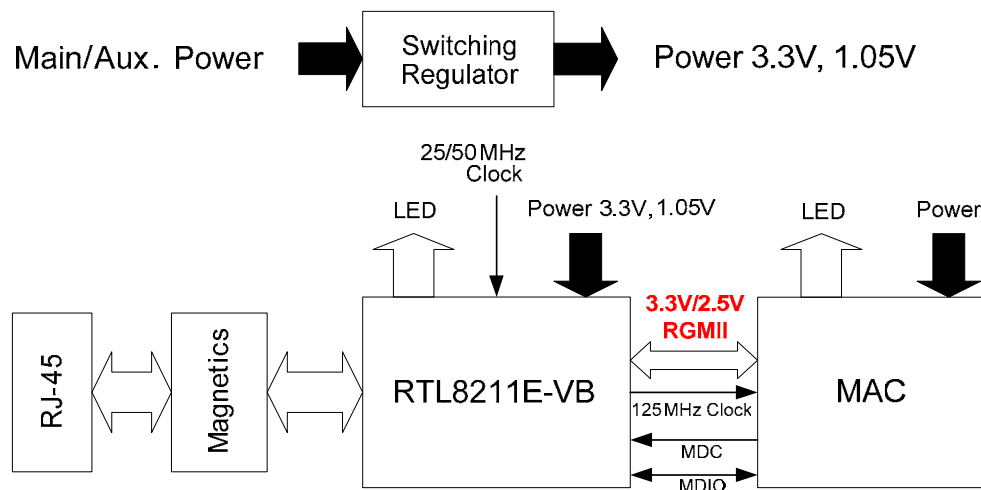 Main/Aux. Power
Switching
Regulator
Power 3.3V, 1.05V
25/50MHz
Clock
LED
Power 3.3V, 1.05V
LED
Power
3.3V/2.5V
RGMII
RJ-45
Magnetics
RTL8211E-VB
MAC
125MHz Clock
MDC
MDIO